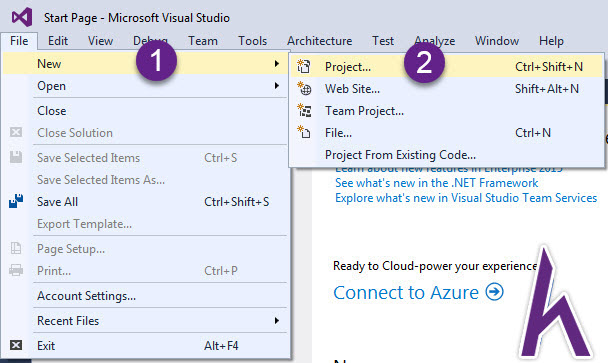 Start Page - Microsoft Visual Studio
File Edit View Debug Team Tools Architecture Test Analyze Window Help
New
1
Open
Close
Close Solution
Save Selected Items Ctrl+S
Save Selected Items As...
Save All Ctrl+Shift+S
Export Template...
Page Setup...
Print... Ctrl+P
Account Settings...
Recent Files
Exit Alt+F4
Project... Ctrl+Shift+N
2
Web Site... Shift+Alt+N
Team Project...
File... Ctrl+N
Project From Existing Code...
Learn about new features in Enterprise 2015
See what's new in the .NET Framework
Explore what's new in Visual Studio Team Services
Ready to Cloud-power your experience
Connect to Azure